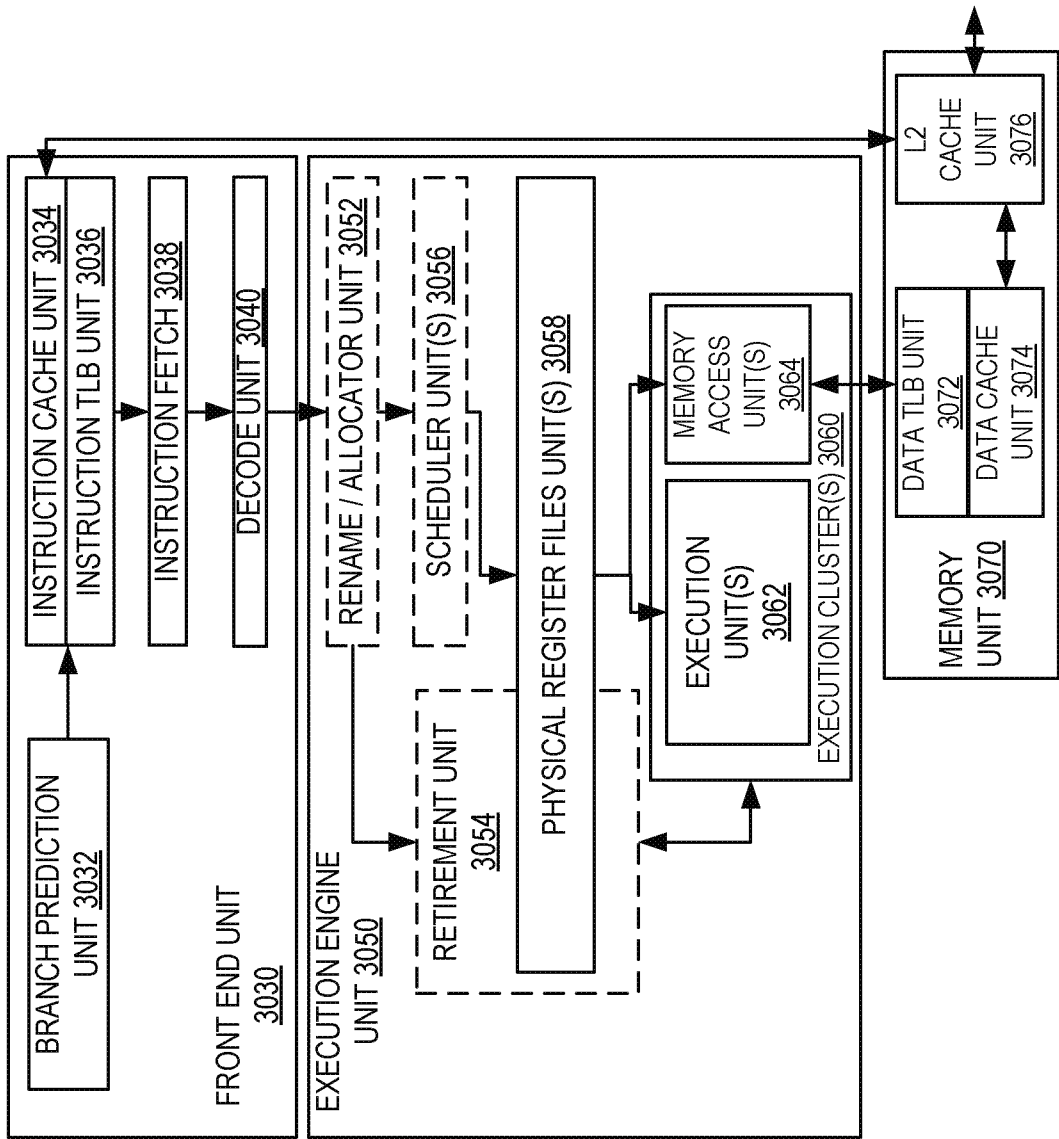 BRANCH PREDICTION
UNIT 3032
INSTRUCTION CACHE UNIT 3034
INSTRUCTION TLB UNIT 3036
INSTRUCTION FETCH 3038
DECODE UNIT 3040
FRONT END UNIT
3030
EXECUTION ENGINE
UNIT 3050
RENAME / ALLOCATOR UNIT 3052
SCHEDULER UNIT(S) 3056
RETIREMENT UNIT
3054
PHYSICAL REGISTER FILES UNIT(S) 3058
EXECUTION
UNIT(S)
3062
MEMORY
ACCESS
UNIT(S)
3064
EXECUTION CLUSTER(S) 3060
MEMORY
UNIT 3070
DATA TLB UNIT
3072
DATA CACHE
UNIT 3074
L2
CACHE
UNIT
3076